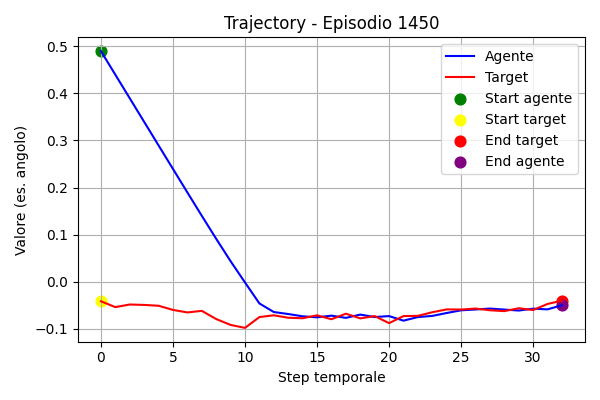 Trajectory - Episodio 1450
Valore (es. angolo)
0.5
0.4
0.3
0.2
0.1
0.0
−0.1
0
5
10
15
20
25
30
Step temporale
Agente
Target
Start agente
Start target
End target
End agente